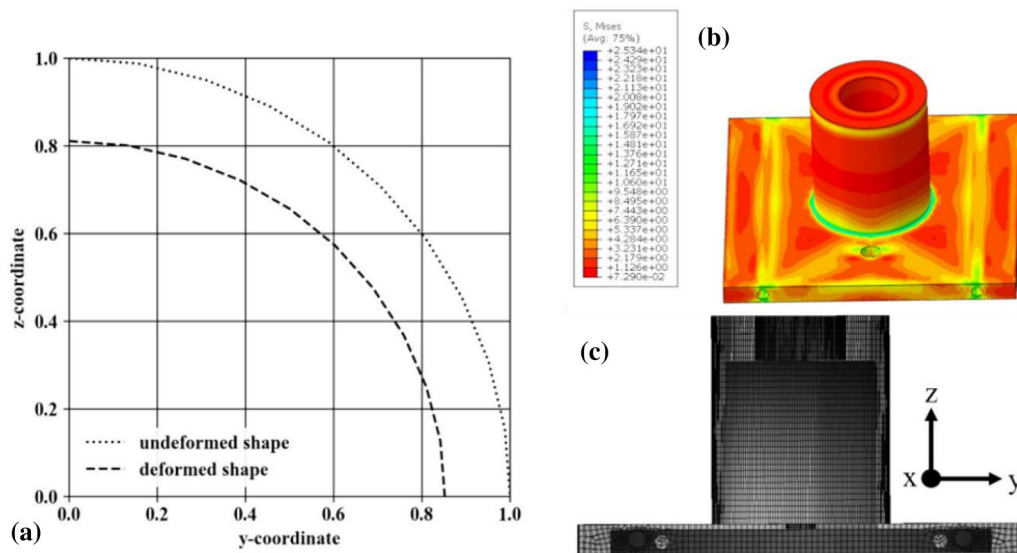 1.0
0.8
0.6
0.4
0.2
0.0
z-coordinate
undeformed shape
deformed shape
0.0 0.2 0.4 0.6 0.8 1.0
y-coordinate
(a)
S, Mises
(Avg: 75%)
+2.534e+01
+2.429e+01
+2.323e+01
+2.218e+01
+2.113e+01
+2.008e+01
+1.902e+01
+1.797e+01
+1.692e+01
+1.587e+01
+1.481e+01
+1.376e+01
+1.271e+01
+1.165e+01
+1.060e+01
+9.548e+00
+8.495e+00
+7.443e+00
+6.390e+00
+5.337e+00
+4.284e+00
+3.231e+00
+2.179e+00
+1.126e+00
+7.290e-02
(b)
(c)
z
x
y